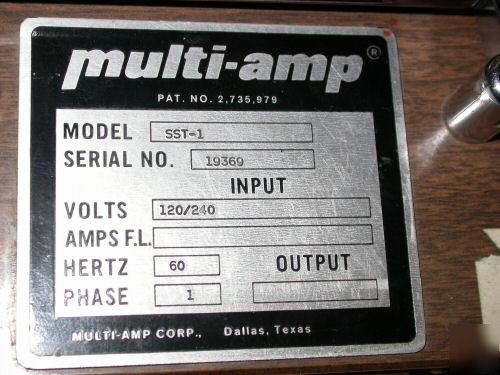 multi-amp®
PAT. NO. 2,735,979
MODEL SST-1
SERIAL NO. 19369
INPUT
VOLTS 120/240
AMPS F.L.
HERTZ 60 OUTPUT
PHASE 1
MULTI-AMP CORP., Dallas, Texas